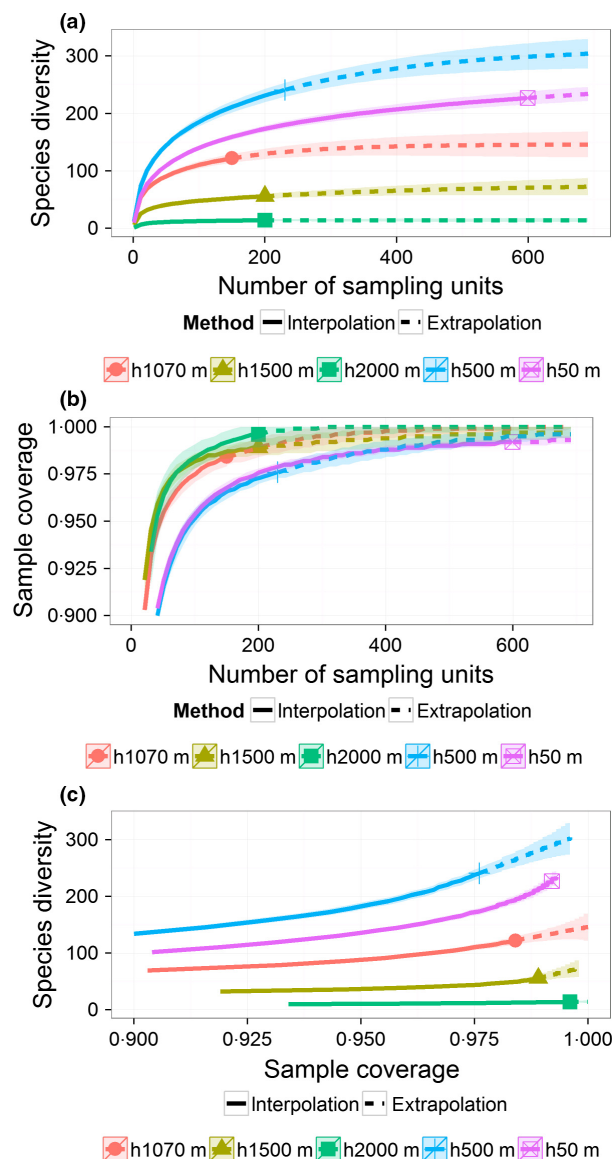 (a)
300
200
100
0
Species diversity
0 200 400 600
Number of sampling units
Method Interpolation Extrapolation
h1070 m h1500 m h2000 m h500 m h50 m
(b)
1·000
0·975
0·950
0·925
0·900
Sample coverage
0 200 400 600
Number of sampling units
Method Interpolation Extrapolation
h1070 m h1500 m h2000 m h500 m h50 m
(c)
300
200
100
0
Species diversity
0·900 0·925 0·950 0·975 1·000
Sample coverage
Interpolation Extrapolation
h1070 m h1500 m h2000 m h500 m h50 m